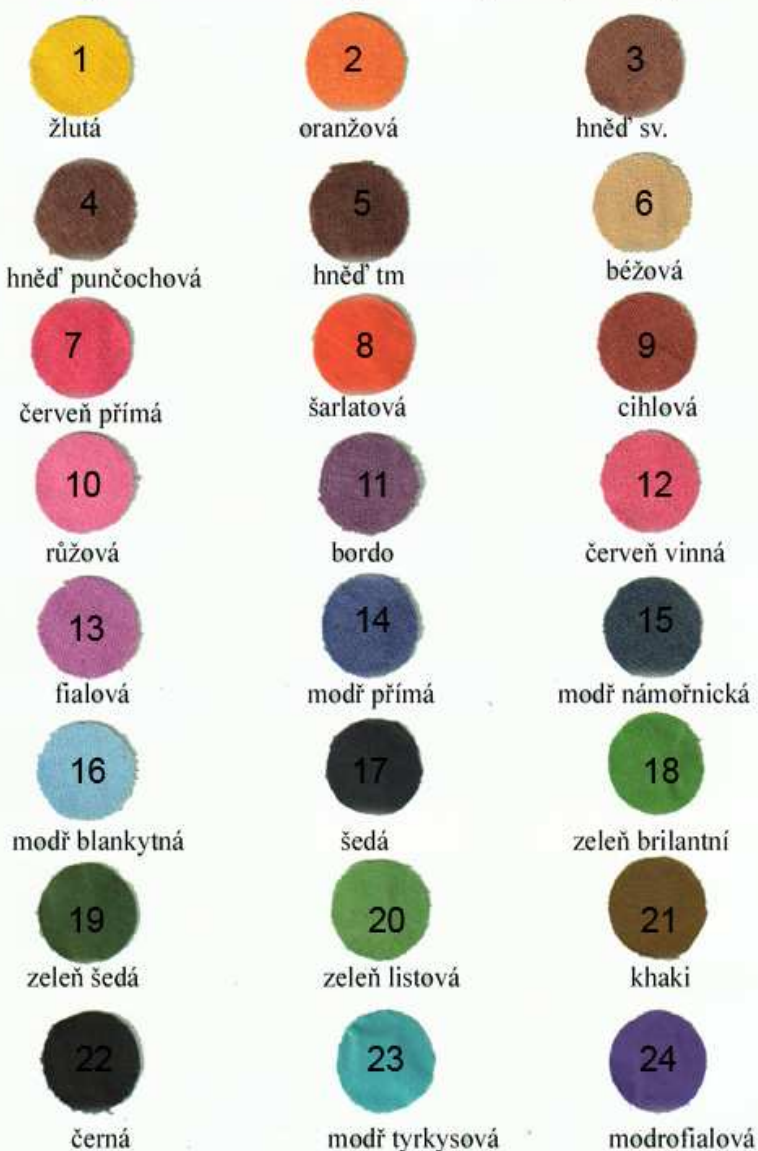 1 2 3
žlutá oranžová hněď sv.
4 5 6
hněď punčochová hněď tm béžová
7 8 9
červeň přímá šarlatová cihlová
10 11 12
růžová bordo červeň vinná
13 14 15
fialová modř přímá modř námořnická
16 17 18
modř blankytná šedá zeleň brilantní
19 20 21
zeleň šedá zeleň listová khaki
22 23 24
černá modř tyrkysová modrofialová